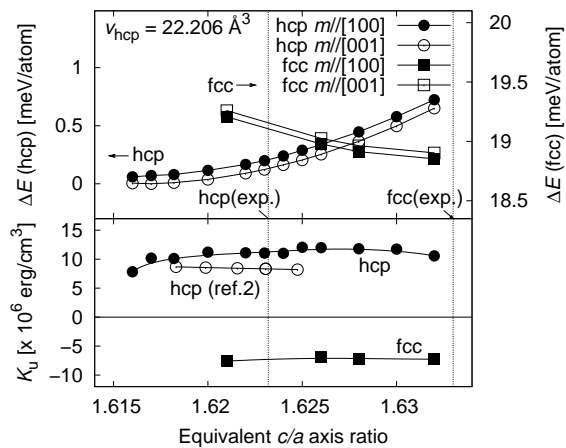 v_hcp = 22.206 Å³
hcp m//[100]
hcp m//[001]
fcc m//[100]
fcc m//[001]
ΔE (hcp) [meV/atom]
1
0.5
0
ΔE (fcc) [meV/atom]
20
19.5
19
18.5
fcc
hcp
hcp(exp.)
fcc(exp.)
K_u [x 10⁶ erg/cm³]
15
10
5
0
−5
−10
hcp
hcp (ref.2)
fcc
1.615 1.62 1.625 1.63
Equivalent c/a axis ratio